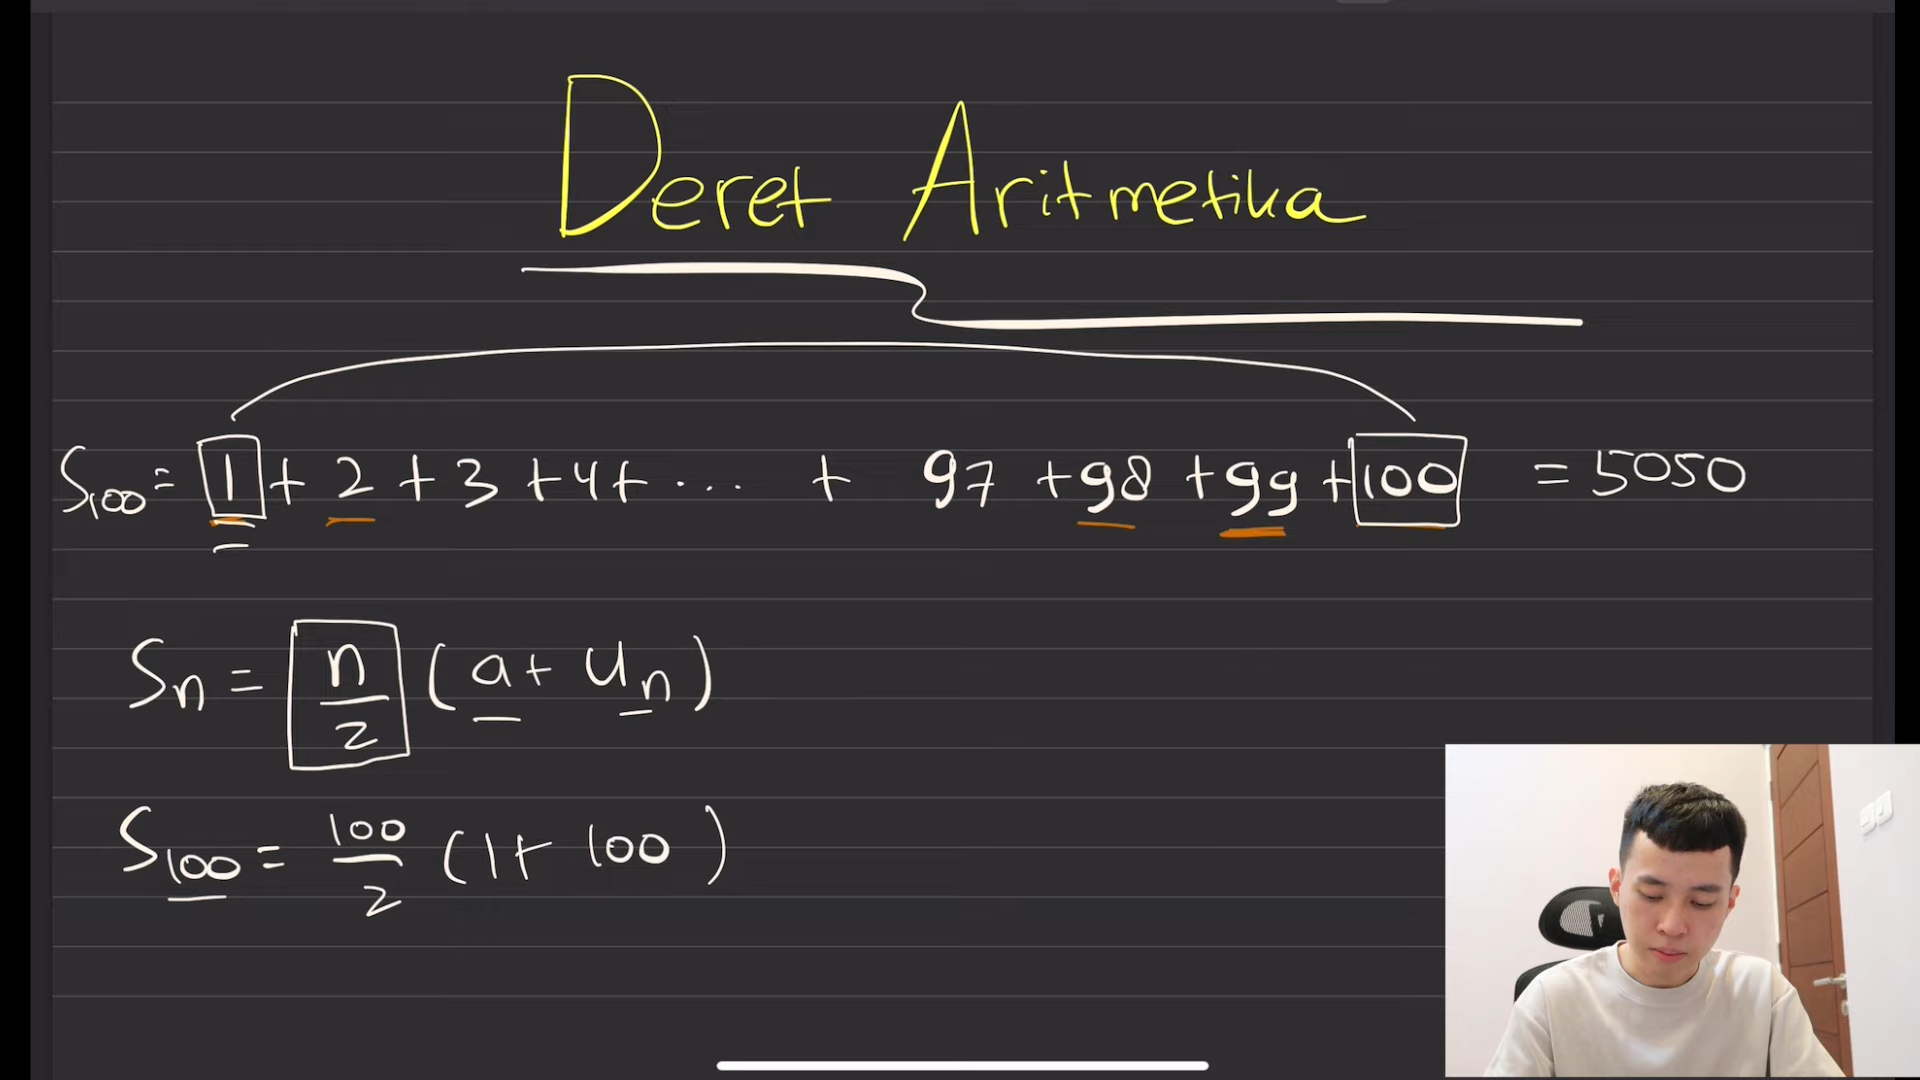 Deret Aritmetika
S₁₀₀ = 1 + 2 + 3 + 4 + ... + 97 + 98 + 99 + 100 = 5050
Sₙ = n/2 (a + Uₙ)
S₁₀₀ = 100/2 (1 + 100)